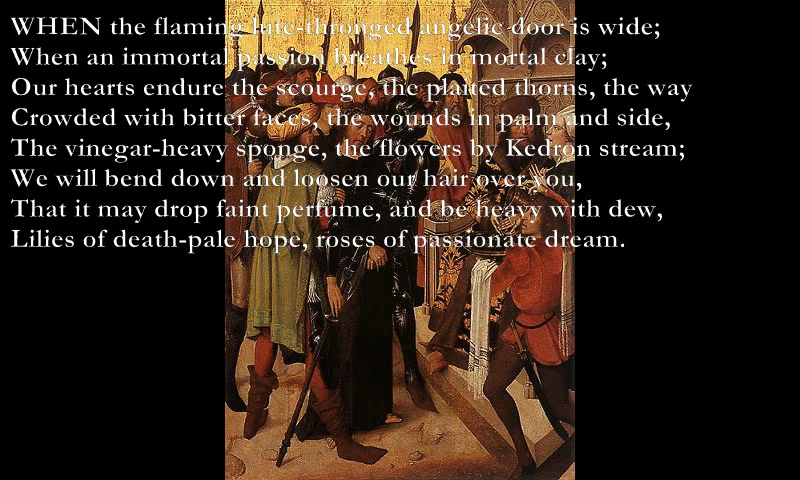 WHEN the flaming lute-thronged angelic door is wide;
When an immortal passion breathes in mortal clay;
Our hearts endure the scourge, the plaited thorns, the way
Crowded with bitter faces, the wounds in palm and side,
The vinegar-heavy sponge, the flowers by Kedron stream;
We will bend down and loosen our hair over you,
That it may drop faint perfume, and be heavy with dew,
Lilies of death-pale hope, roses of passionate dream.